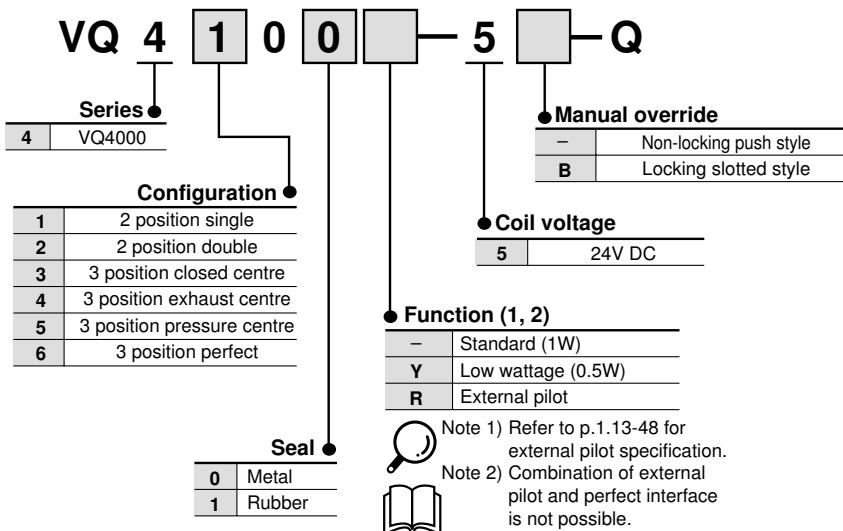 VQ 4 1 0 0 — 5 — Q
Series
4 VQ4000
Configuration
1 2 position single
2 2 position double
3 3 position closed centre
4 3 position exhaust centre
5 3 position pressure centre
6 3 position perfect
Seal
0 Metal
1 Rubber
Manual override
– Non-locking push style
B Locking slotted style
Coil voltage
5 24V DC
Function (1, 2)
– Standard (1W)
Y Low wattage (0.5W)
R External pilot
Note 1) Refer to p.1.13-48 for
external pilot specification.
Note 2) Combination of external
pilot and perfect interface
is not possible.